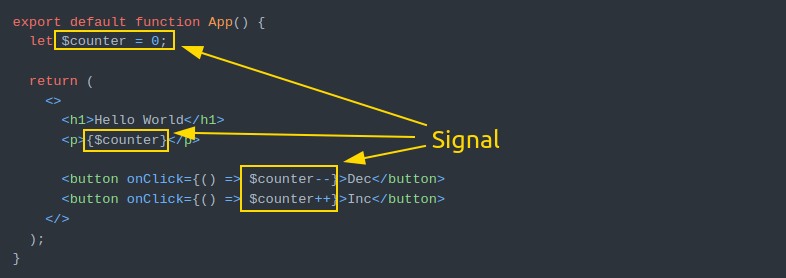 export default function App() {
let $counter = 0;
return (
<>
<h1>Hello World</h1>
<p>{$counter}</p>
Signal
<button onClick={() => $counter--}>Dec</button>
<button onClick={() => $counter++}>Inc</button>
</>
);
}